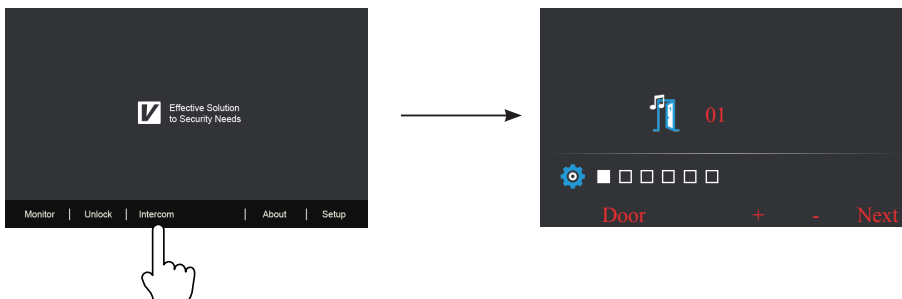 Effective Solution
to Security Needs
Monitor | Unlock | Intercom | About | Setup
01
Door + - Next